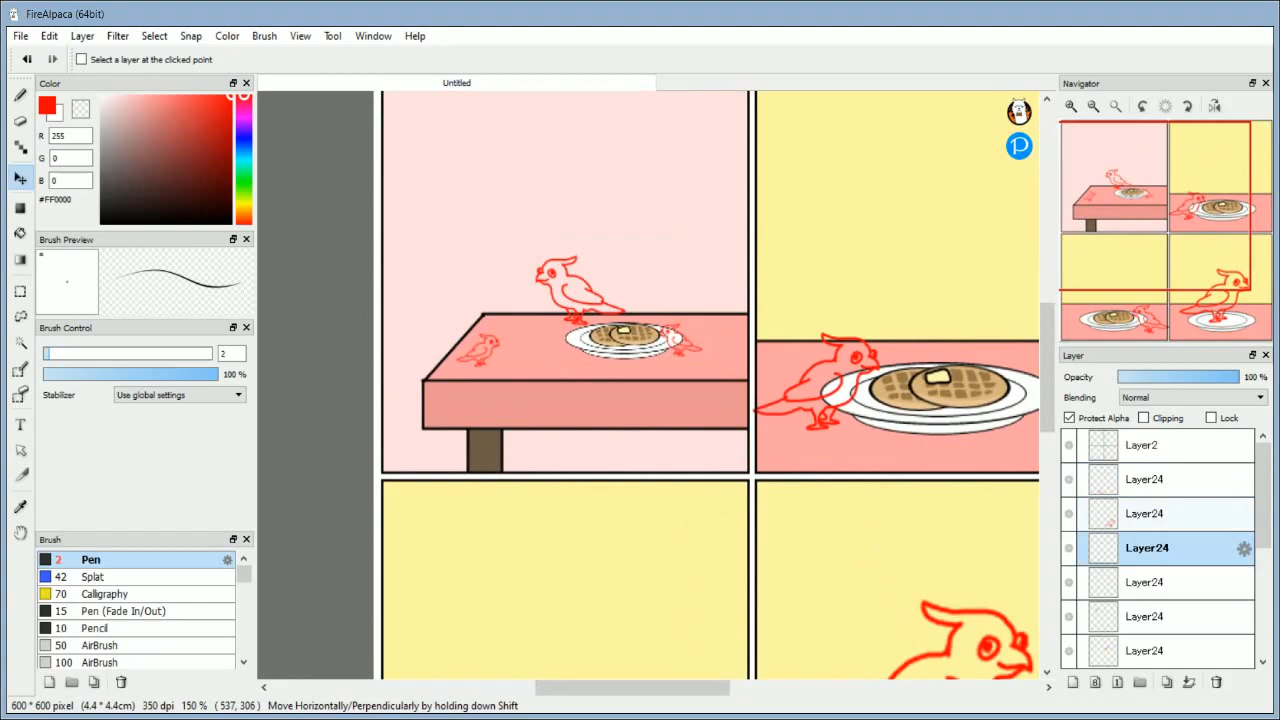 FireAlpaca (64bit)
File Edit Layer Filter Select Snap Color Brush View Tool Window Help
Select a layer at the clicked point
Color
R 255
G 0
B 0
#FF0000
Brush Preview
Brush Control
2
100 %
Stabilizer Use global settings
Brush
2 Pen
42 Splat
70 Calligraphy
15 Pen (Fade In/Out)
10 Pencil
50 AirBrush
100 AirBrush
Untitled
P
Navigator
Layer
Opacity 100 %
Blending Normal
Protect Alpha Clipping Lock
Layer2
Layer24
Layer24
Layer24
Layer24
Layer24
Layer24
600 * 600 pixel (4.4 * 4.4cm) 350 dpi 150 % ( 537, 306 ) Move Horizontally/Perpendicularly by holding down Shift